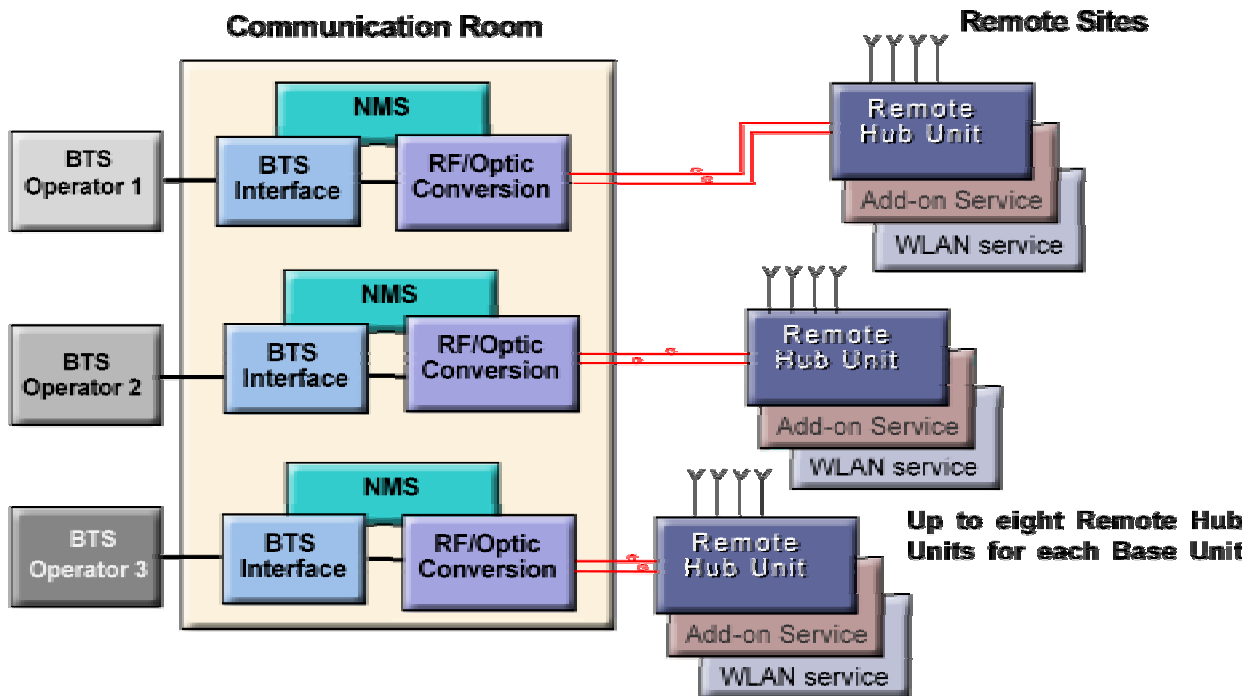 Communication Room
Remote Sites
BTS
Operator 1
NMS
BTS
Interface
RF/Optic
Conversion
Remote
Hub Unit
Add-on Service
WLAN service
BTS
Operator 2
NMS
BTS
Interface
RF/Optic
Conversion
Remote
Hub Unit
Add-on Service
WLAN service
BTS
Operator 3
NMS
BTS
Interface
RF/Optic
Conversion
Remote
Hub Unit
Add-on Service
WLAN service
Up to eight Remote Hub
Units for each Base Unit